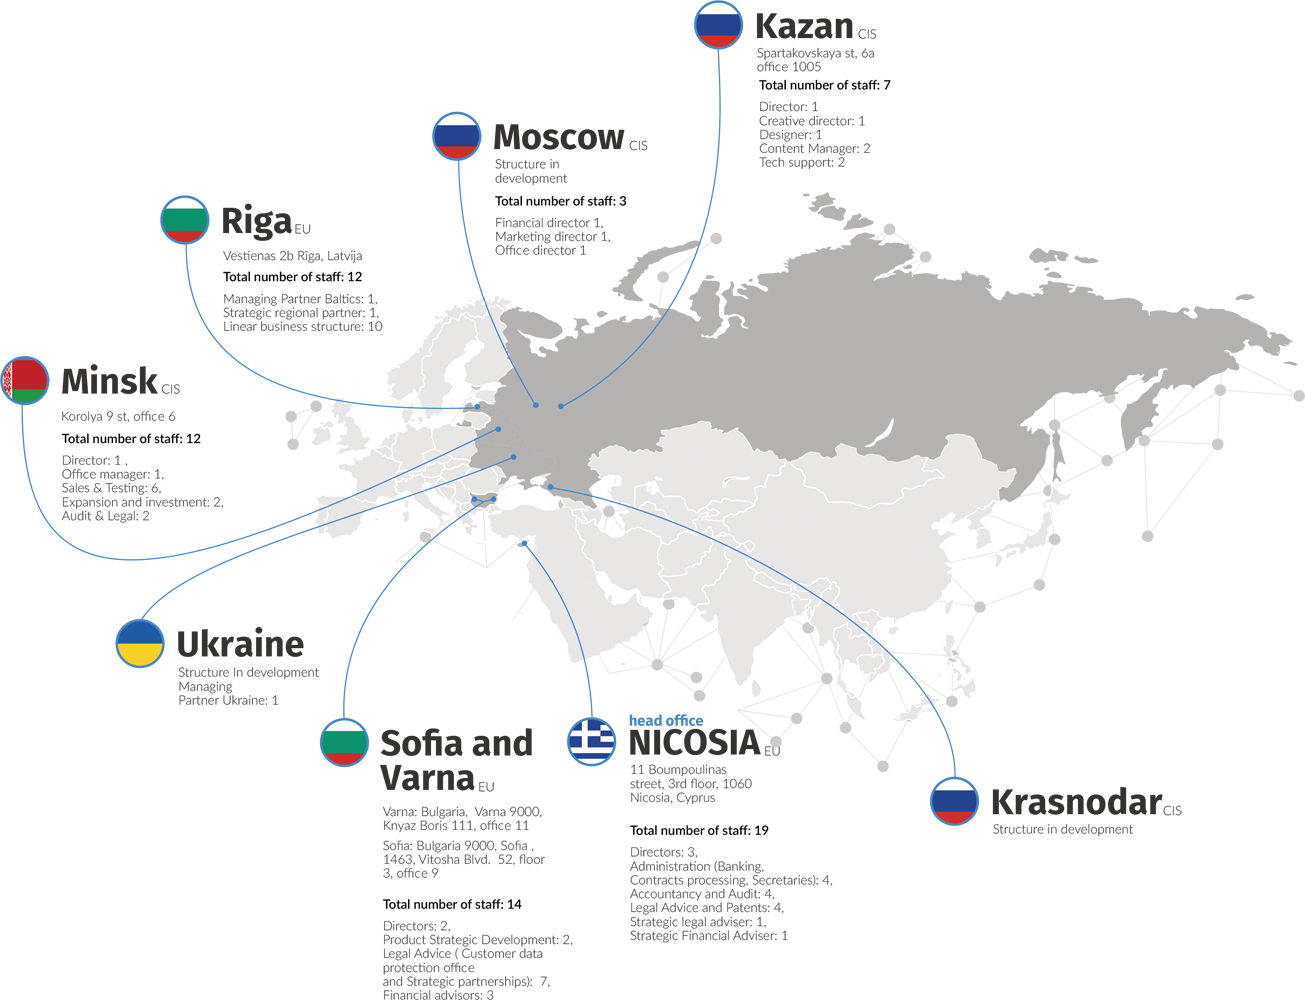 Kazan CIS
Spartakovskaya st, 6a
office 1005
Total number of staff: 7
Director: 1
Creative director: 1
Designer: 1
Content Manager: 2
Tech support: 2
Moscow CIS
Structure in
development
Total number of staff: 3
Financial director 1,
Marketing director 1,
Office director 1
Riga EU
Vestienas 2b Rīga, Latvija
Total number of staff: 12
Managing Partner Baltics: 1,
Strategic regional partner: 1,
Linear business structure: 10
Minsk CIS
Korolya 9 st, office 6
Total number of staff: 12
Director: 1 ,
Office manager: 1,
Sales & Testing: 6,
Expansion and investment: 2,
Audit & Legal: 2
Ukraine
Structure In development
Managing
Partner Ukraine: 1
Sofia and
Varna EU
Varna: Bulgaria, Varna 9000,
Knyaz Boris 111, office 11
Sofia: Bulgaria 9000, Sofia ,
1463, Vitosha Blvd. 52, floor
3, office 9
Total number of staff: 14
Directors: 2,
Product Strategic Development: 2,
Legal Advice ( Customer data
protection office
and Strategic partnerships): 7,
Financial advisors: 3
head office
NICOSIA EU
11 Boumpoulinas
street, 3rd floor, 1060
Nicosia, Cyprus
Total number of staff: 19
Directors: 3,
Administration (Banking,
Contracts processing, Secretaries): 4,
Accountancy and Audit: 4,
Legal Advice and Patents: 4,
Strategic legal adviser: 1,
Strategic Financial Adviser: 1
Krasnodar CIS
Structure in development